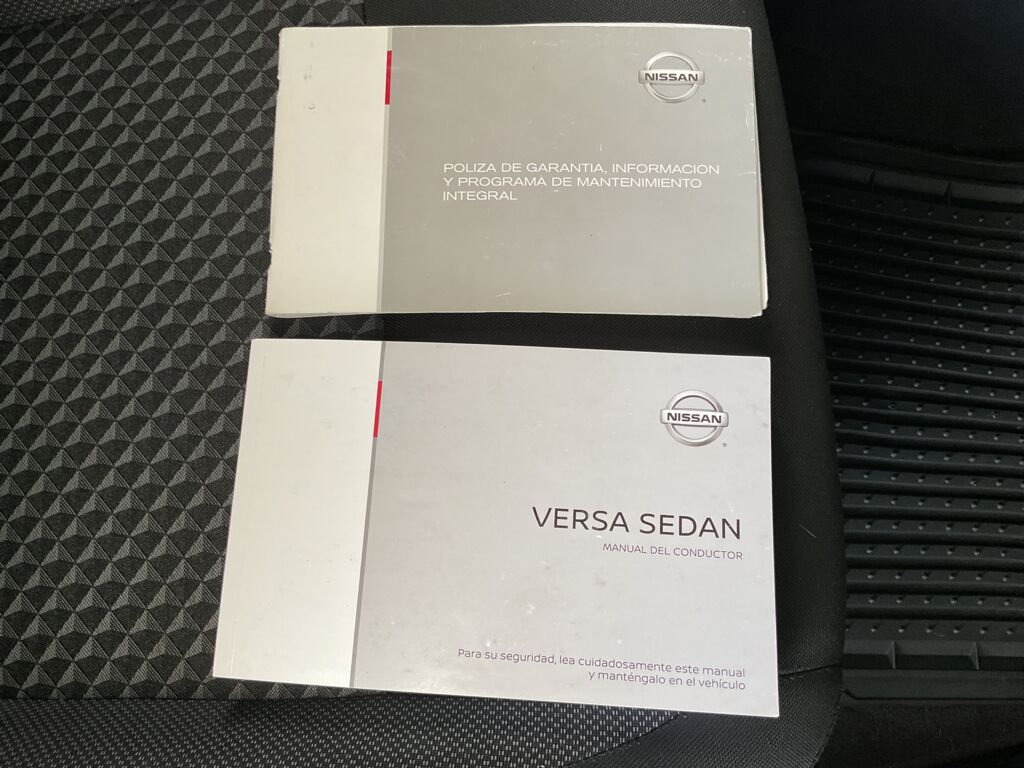 NISSAN
POLIZA DE GARANTIA, INFORMACION
Y PROGRAMA DE MANTENIMIENTO
INTEGRAL
NISSAN
VERSA SEDAN
MANUAL DEL CONDUCTOR
Para su seguridad, lea cuidadosamente este manual
y manténgalo en el vehículo